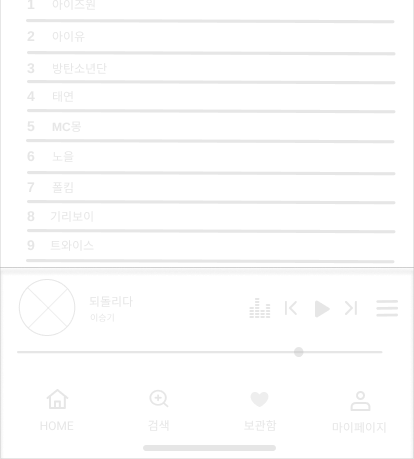 1 아이즈원
2 아이유
3 방탄소년단
4 태연
5 MC몽
6 노을
7 폴킴
8 기리보이
9 트와이스
되돌리다
이승기
HOME 검색 보관함 마이페이지